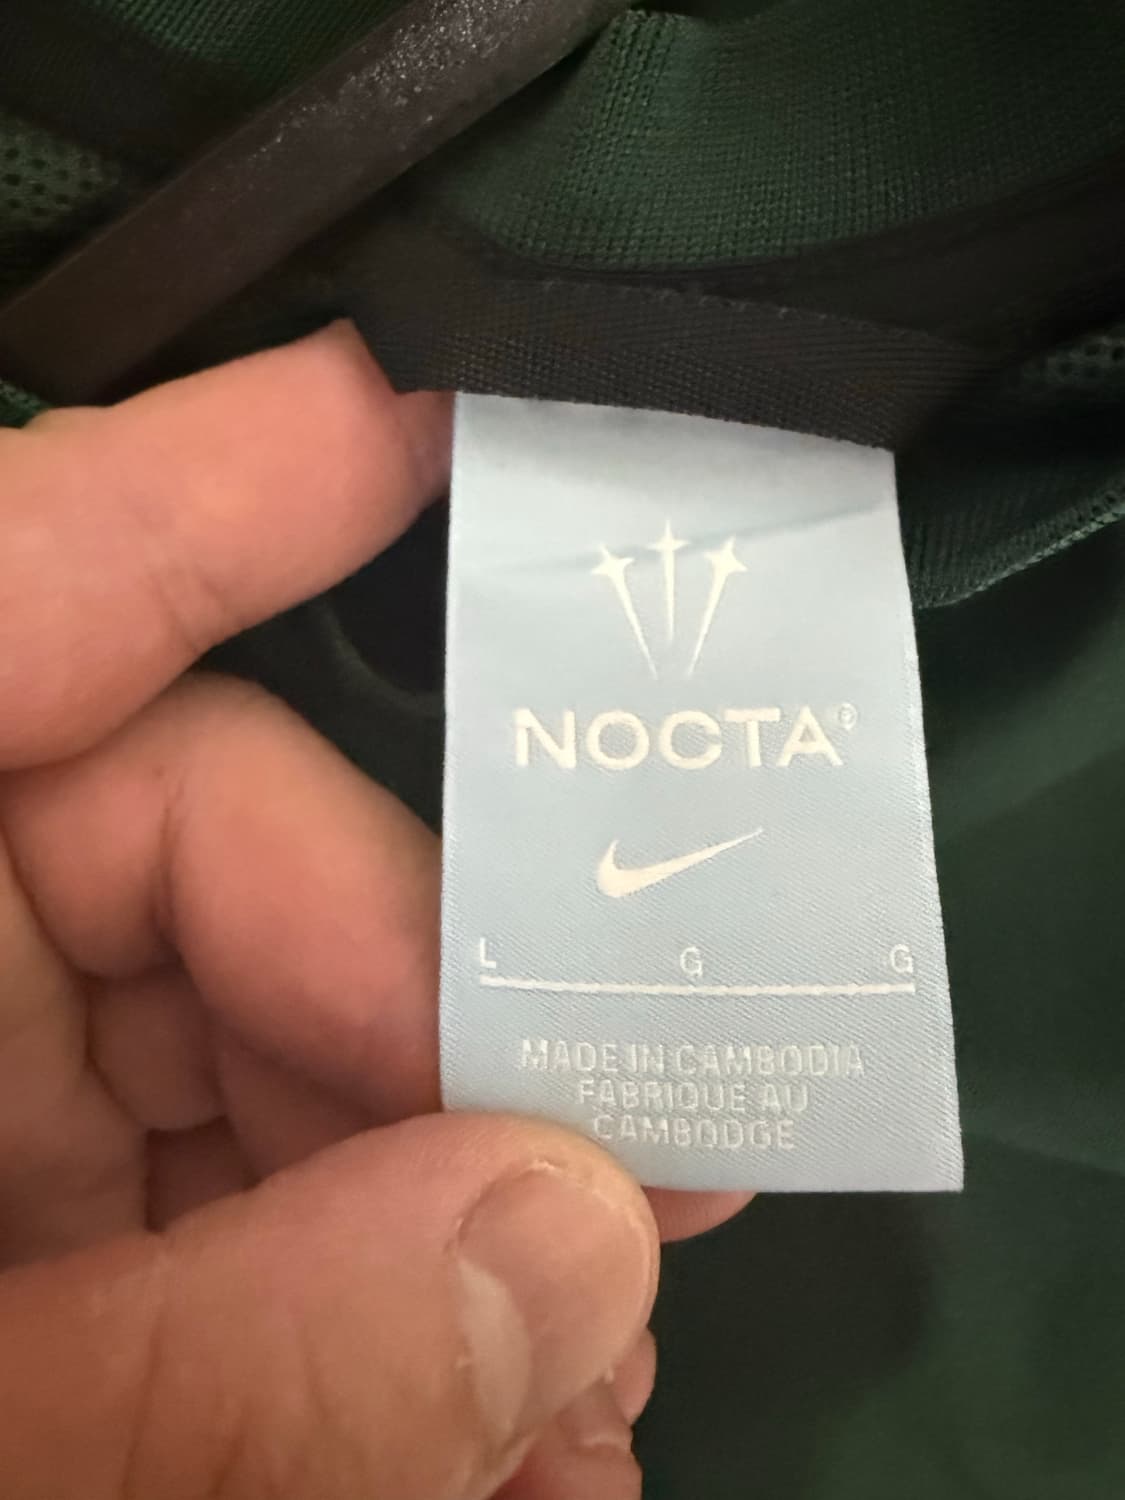 NOCTA®
L G G
MADE IN CAMBODIA
FABRIQUE AU
CAMBODGE